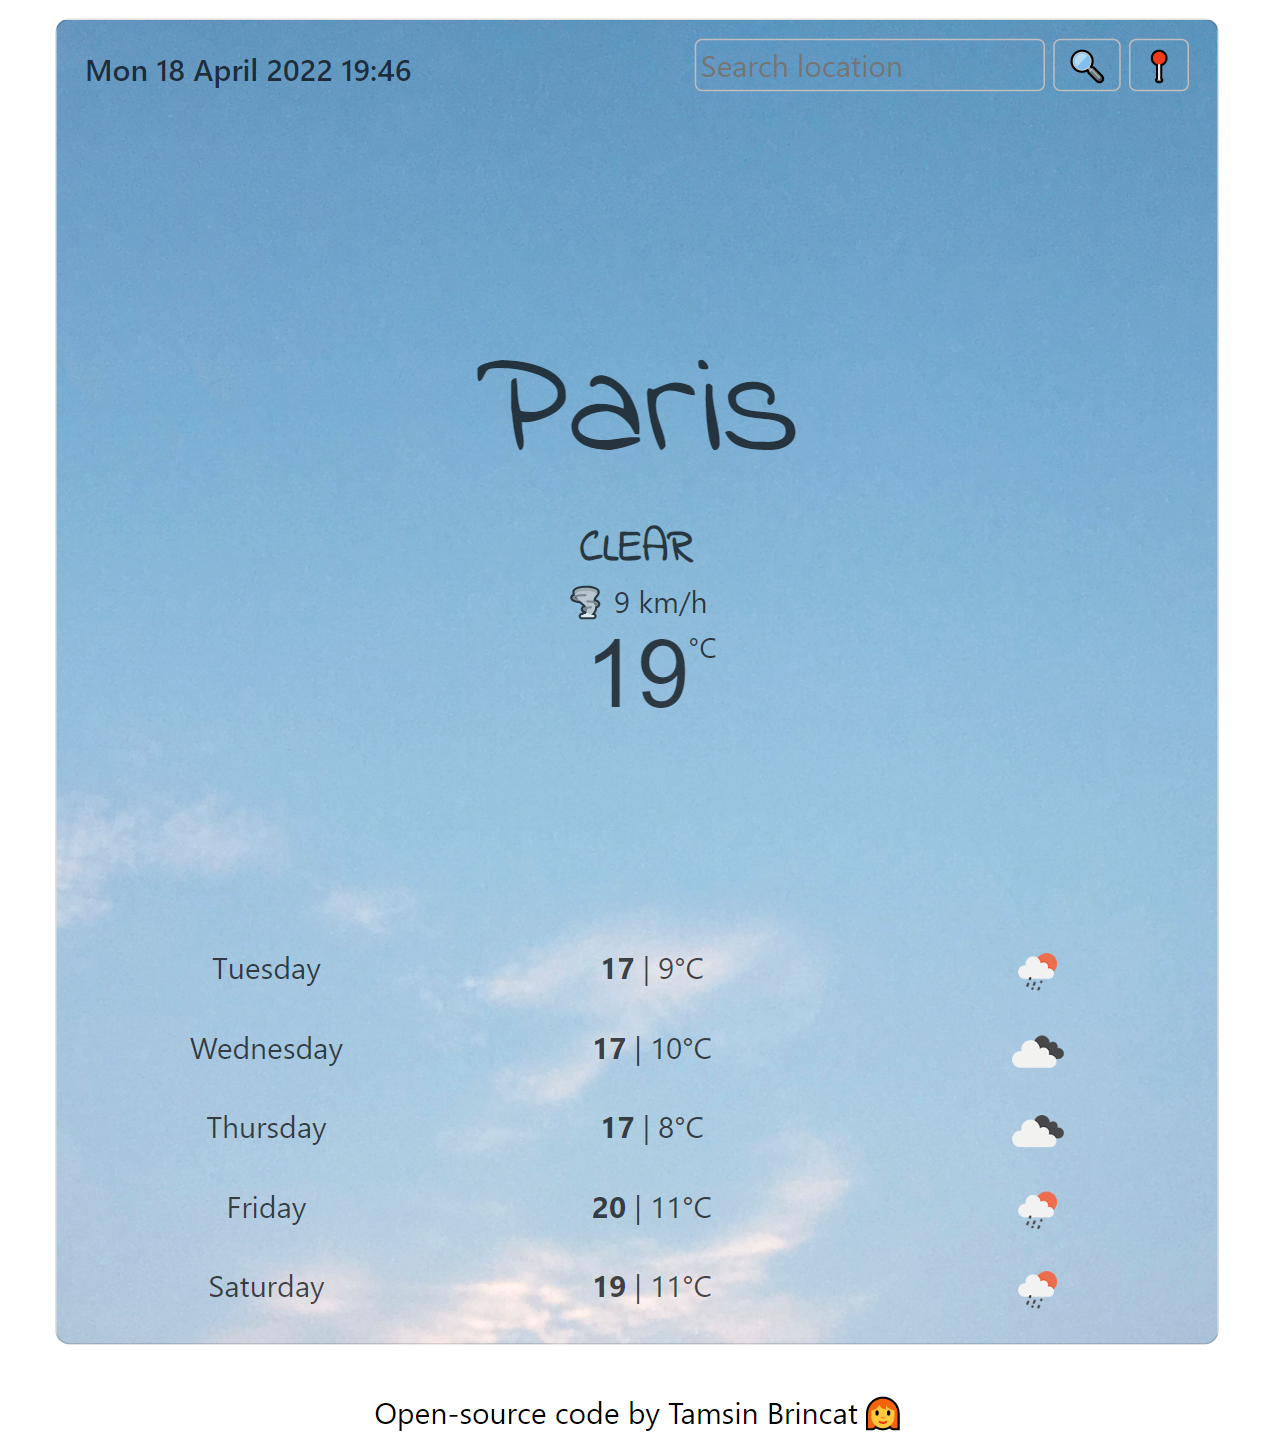 Mon 18 April 2022 19:46
Search location
Paris
CLEAR
9 km/h
19°C
Tuesday 17 | 9°C
Wednesday 17 | 10°C
Thursday 17 | 8°C
Friday 20 | 11°C
Saturday 19 | 11°C
Open-source code by Tamsin Brincat